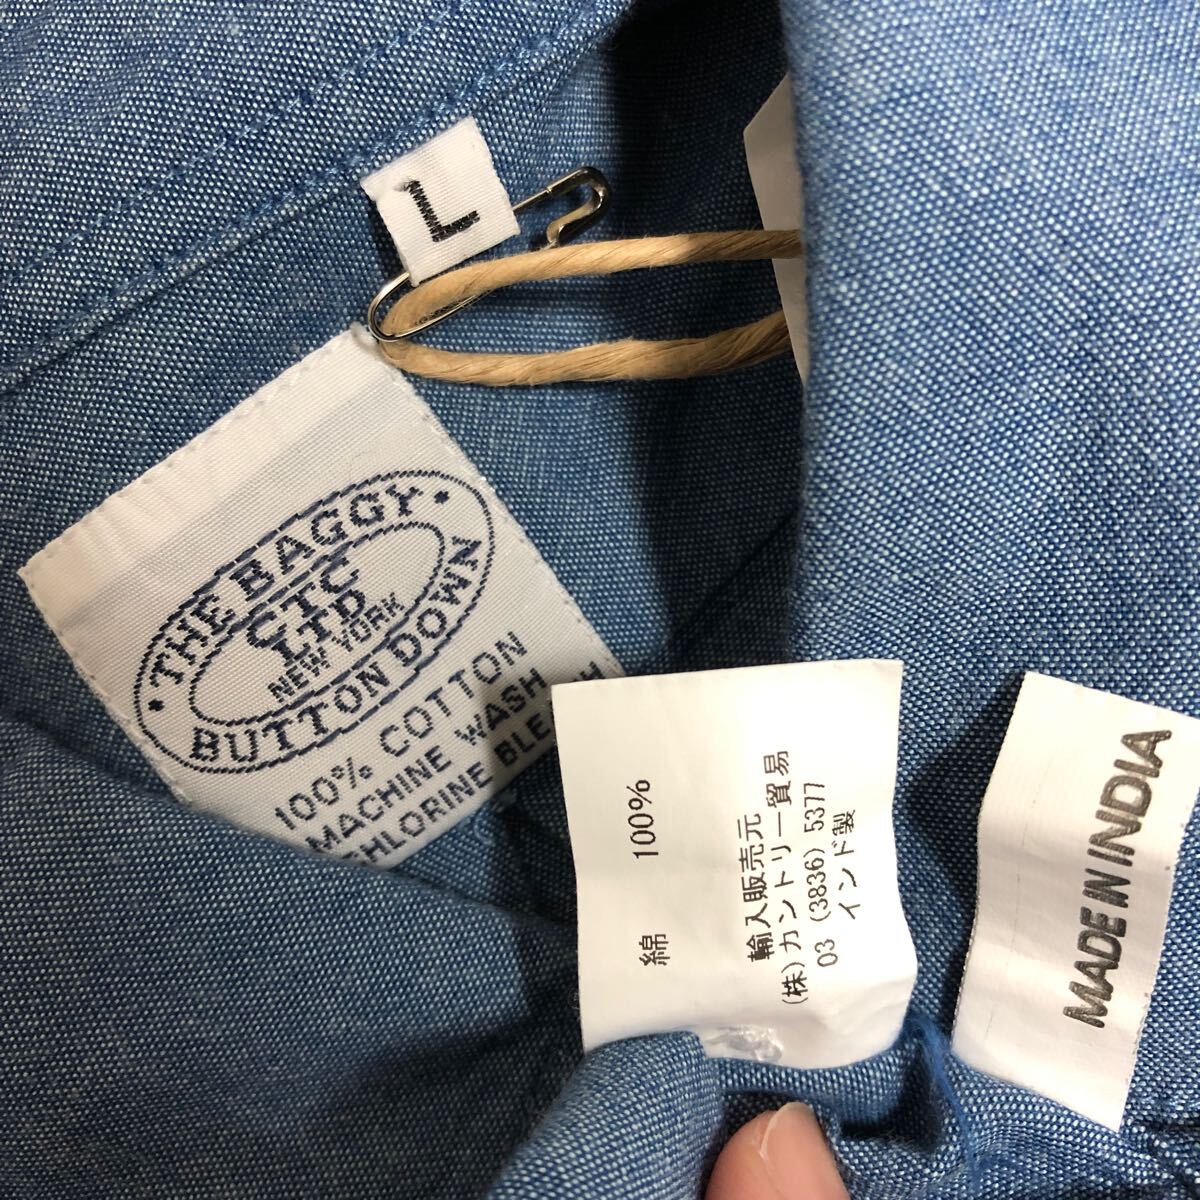 L
THE BAGGY
CTC
LTD
NEW YORK
BUTTON DOWN
100% COTTON
MACHINE WASH
CHLORINE BLEACH
綿 100%
輸入販売元
(株)カントリー貿易
03 (3836) 5377
インド製
MADE IN INDIA